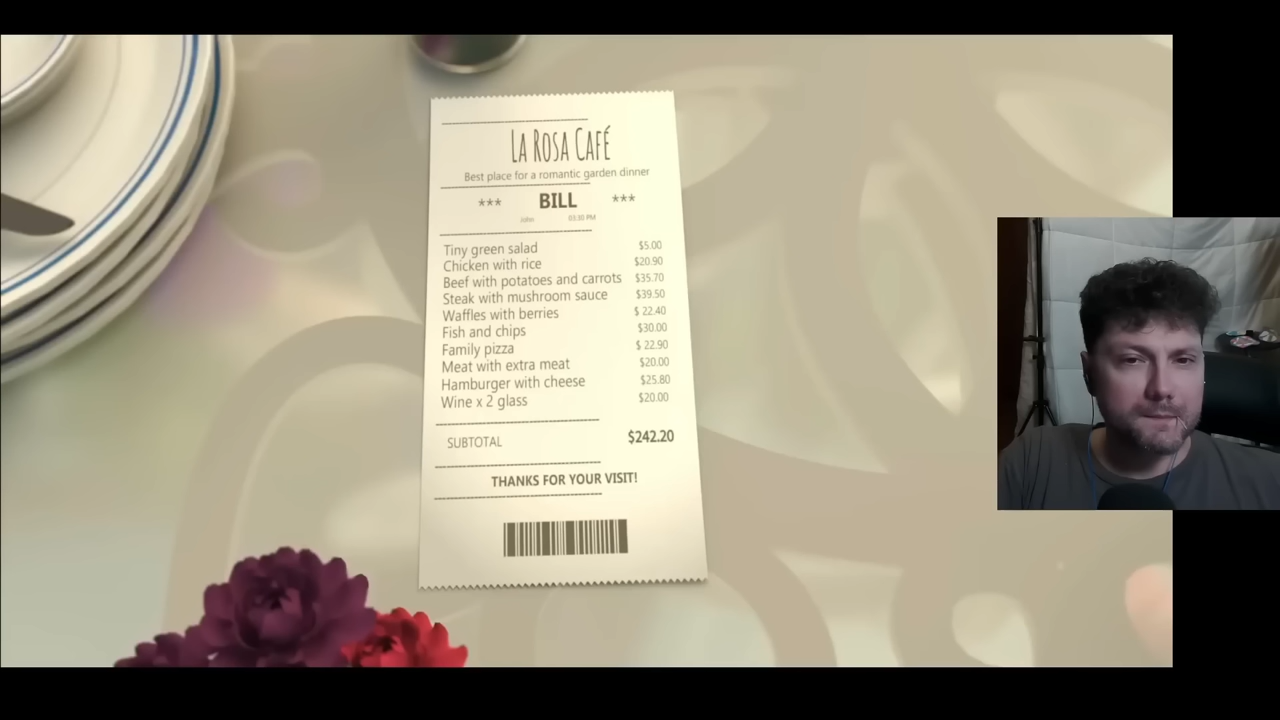 LA ROSA CAFÉ
Best place for a romantic garden dinner
*** BILL ***
John 03:30 PM
Tiny green salad $5.00
Chicken with rice $20.90
Beef with potatoes and carrots $35.70
Steak with mushroom sauce $39.50
Waffles with berries $ 22.40
Fish and chips $30.00
Family pizza $ 22.90
Meat with extra meat $20.00
Hamburger with cheese $25.80
Wine x 2 glass $20.00
SUBTOTAL $242.20
THANKS FOR YOUR VISIT!